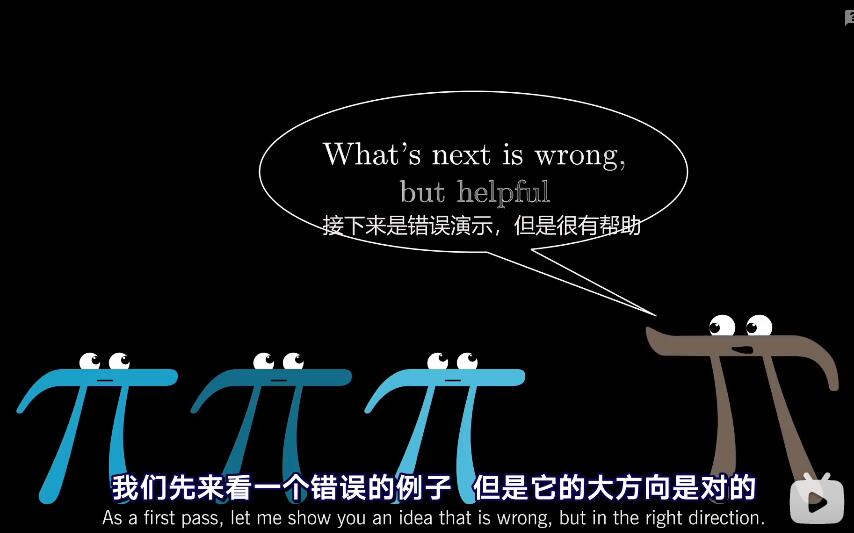 What's next is wrong,
but helpful
接下来是错误演示，但是很有帮助
我们先来看一个错误的例子 但是它的大方向是对的
As a first pass, let me show you an idea that is wrong, but in the right direction.